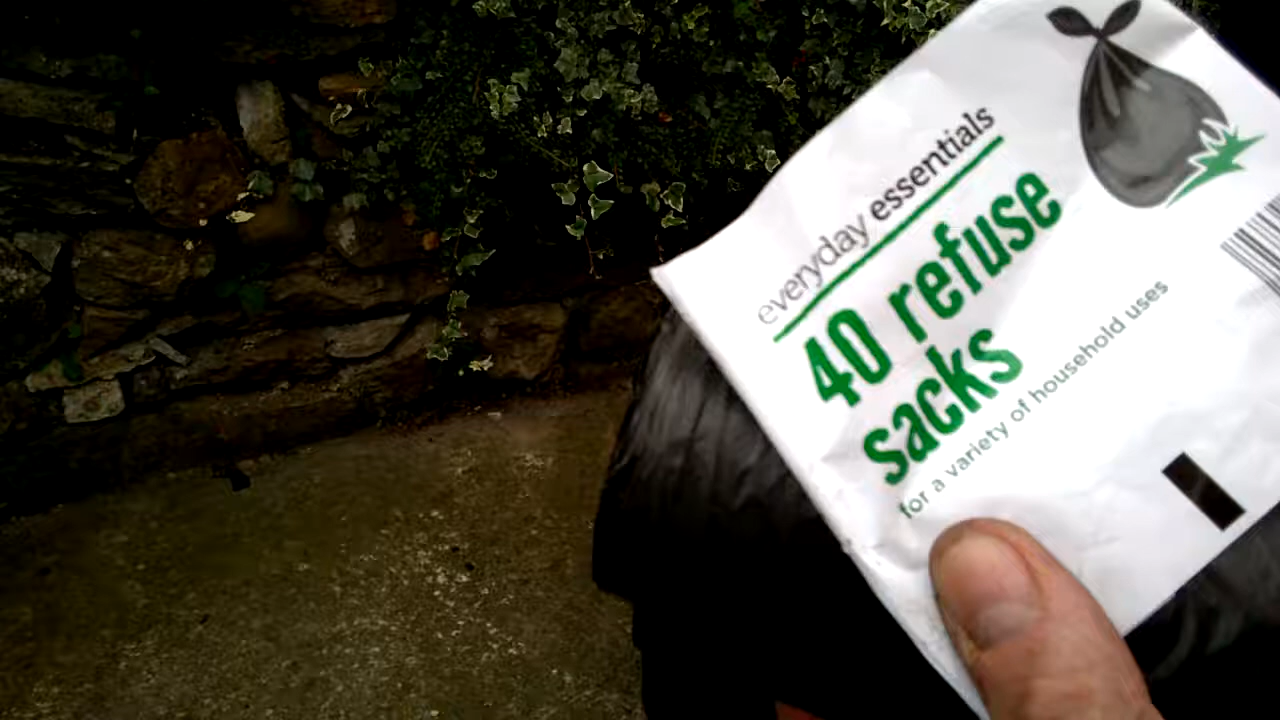 everyday essentials
40 refuse
sacks
for a variety of household uses